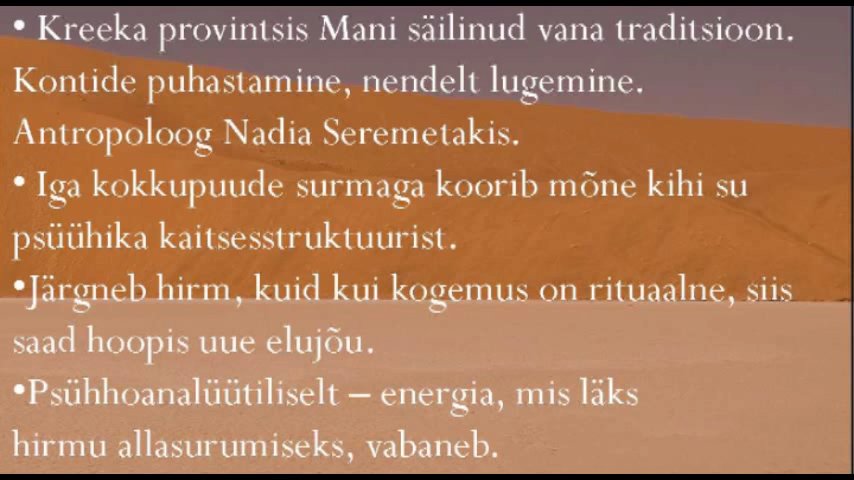 • Kreeka provintsis Mani säilinud vana traditsioon.
Kontide puhastamine, nendelt lugemine.
Antropoloog Nadia Seremetakis.
• Iga kokkupuude surmaga koorib mõne kihi su
psüühika kaitsesstruktuurist.
•Järgneb hirm, kuid kui kogemus on rituaalne, siis
saad hoopis uue elujõu.
•Psühhoanalüütiliselt – energia, mis läks
hirmu allasurumiseks, vabaneb.